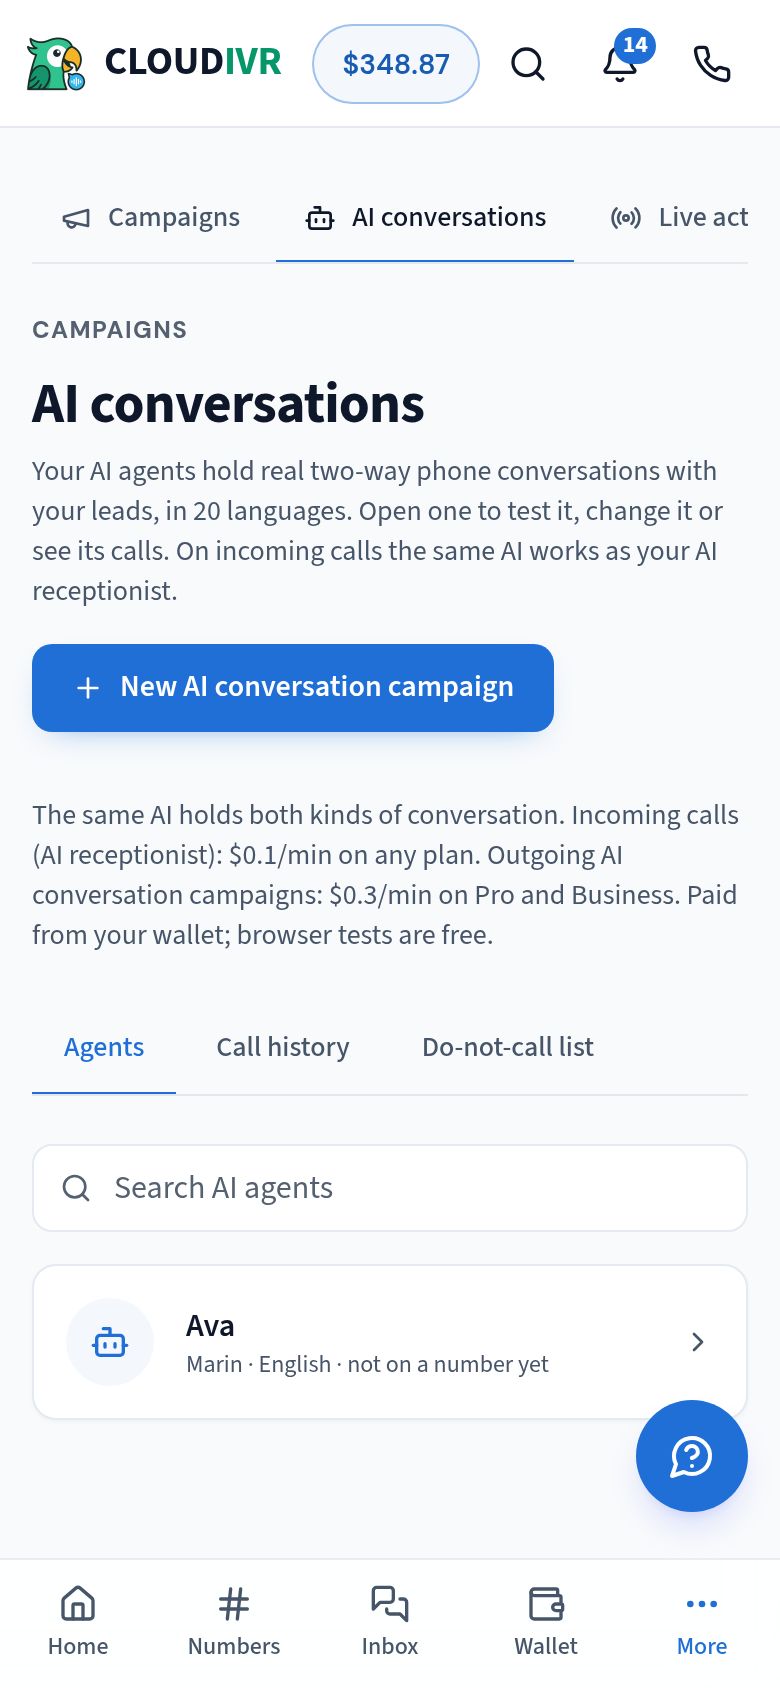 CLOUDIVR
$348.87
14
Campaigns
AI conversations
Live act
CAMPAIGNS
AI conversations
Your AI agents hold real two-way phone conversations with
your leads, in 20 languages. Open one to test it, change it or
see its calls. On incoming calls the same AI works as your AI
receptionist.
New AI conversation campaign
The same AI holds both kinds of conversation. Incoming calls
(AI receptionist): $0.1/min on any plan. Outgoing AI
conversation campaigns: $0.3/min on Pro and Business. Paid
from your wallet; browser tests are free.
Agents
Call history
Do-not-call list
Search AI agents
Ava
Marin · English · not on a number yet
Home
Numbers
Inbox
Wallet
More